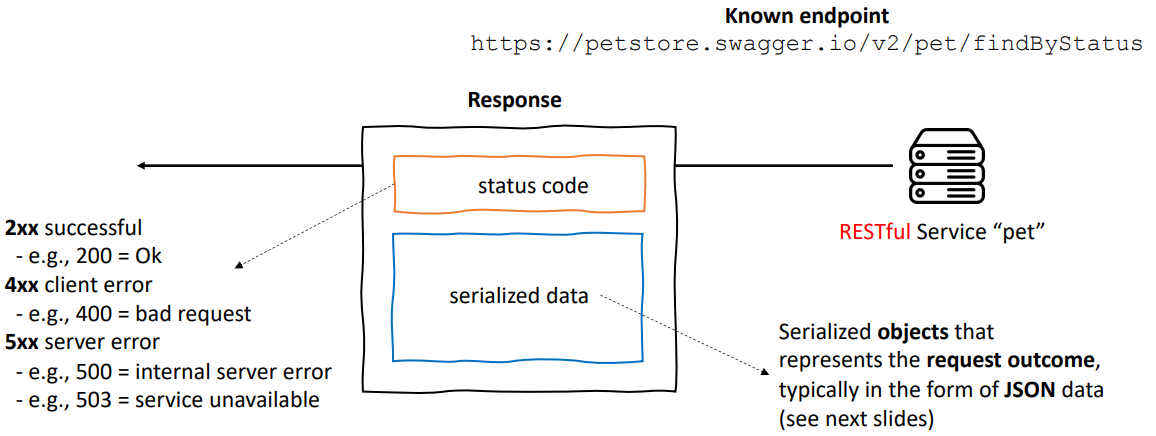 Known endpoint
https://petstore.swagger.io/v2/pet/findByStatus
Response
status code
serialized data
RESTful Service “pet”
2xx successful
- e.g., 200 = Ok
4xx client error
- e.g., 400 = bad request
5xx server error
- e.g., 500 = internal server error
- e.g., 503 = service unavailable
Serialized objects that
represents the request outcome,
typically in the form of JSON data
(see next slides)